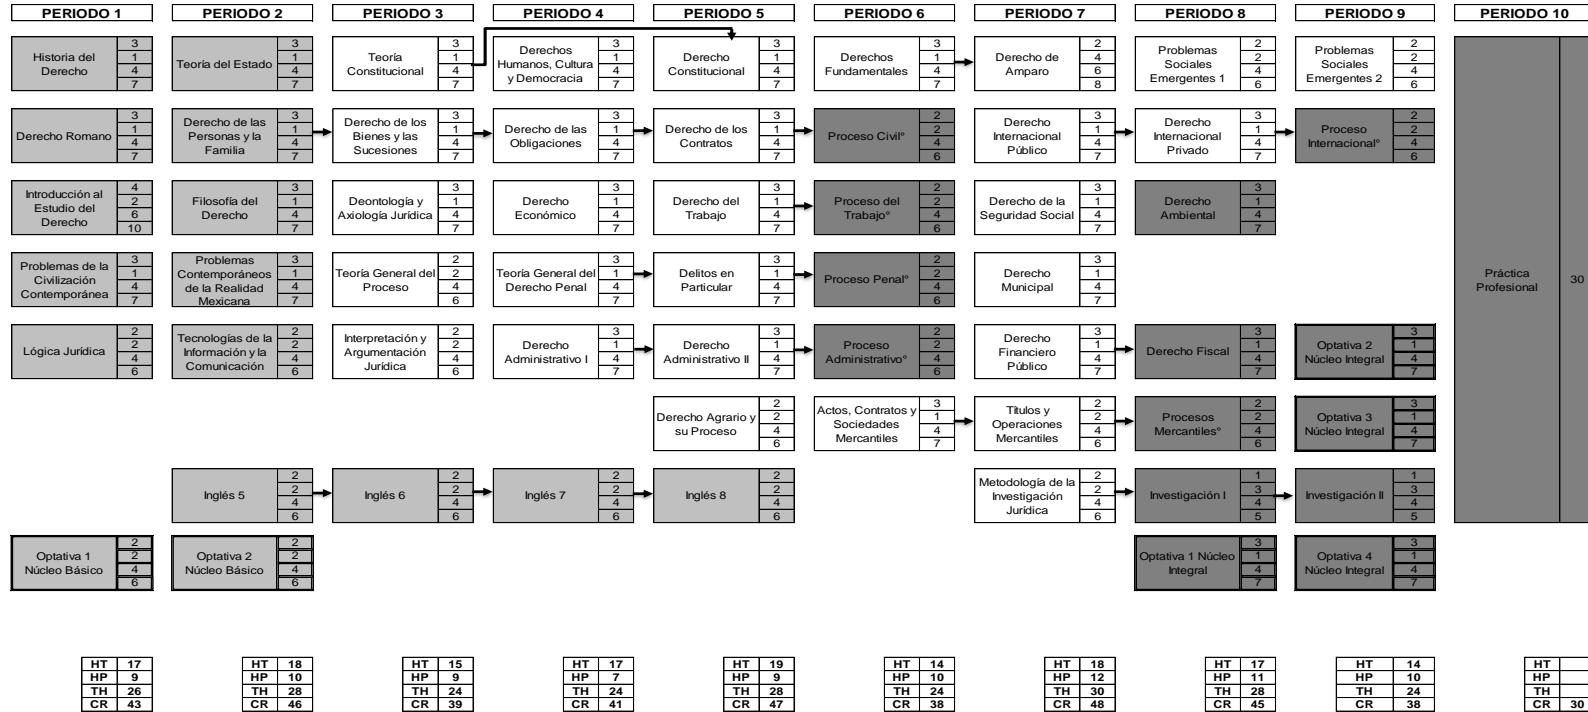 PERIODO 1
PERIODO 2
PERIODO 3
PERIODO 4
PERIODO 5
PERIODO 6
PERIODO 7
PERIODO 8
PERIODO 9
PERIODO 10
Historia del
Derecho
3
1
4
7
Teoría del Estado
3
1
4
7
Teoría
Constitucional
3
1
4
7
Derechos
Humanos, Cultura
y Democracia
3
1
4
7
Derecho
Constitucional
3
1
4
7
Derechos
Fundamentales
3
1
4
7
Derecho de
Amparo
2
4
6
8
Problemas
Sociales
Emergentes 1
2
2
4
6
Problemas
Sociales
Emergentes 2
2
2
4
6
Derecho Romano
3
1
4
7
Derecho de las
Personas y la
Familia
3
1
4
7
Derecho de los
Bienes y las
Sucesiones
3
1
4
7
Derecho de las
Obligaciones
3
1
4
7
Derecho de los
Contratos
3
1
4
7
Proceso Civil°
2
2
4
6
Derecho
Internacional
Público
3
1
4
7
Derecho
Internacional
Privado
3
1
4
7
Proceso
Internacional°
2
2
4
6
Introducción al
Estudio del
Derecho
4
2
6
10
Filosofía del
Derecho
3
1
4
7
Deontología y
Axiología Jurídica
3
1
4
7
Derecho
Económico
3
1
4
7
Derecho del
Trabajo
3
1
4
7
Proceso del
Trabajo°
2
2
4
6
Derecho de la
Seguridad Social
3
1
4
7
Derecho
Ambiental
3
1
4
7
Problemas de la
Civilización
Contemporánea
3
1
4
7
Problemas
Contemporáneos
de la Realidad
Mexicana
3
1
4
7
Teoría General del
Proceso
2
2
4
6
Teoría General del
Derecho Penal
3
1
4
7
Delitos en
Particular
3
1
4
7
Proceso Penal°
2
2
4
6
Derecho
Municipal
3
1
4
7
Práctica
Profesional
30
Lógica Jurídica
2
2
4
6
Tecnologías de la
Información y la
Comunicación
2
2
4
6
Interpretación y
Argumentación
Jurídica
2
2
4
6
Derecho
Administrativo I
3
1
4
7
Derecho
Administrativo II
3
1
4
7
Proceso
Administrativo°
2
2
4
6
Derecho
Financiero
Público
3
1
4
7
Derecho Fiscal
3
1
4
7
Optativa 2
Núcleo Integral
3
1
4
7
Derecho Agrario y
su Proceso
2
2
4
6
Actos, Contratos y
Sociedades
Mercantiles
3
1
4
7
Títulos y
Operaciones
Mercantiles
2
2
4
6
Procesos
Mercantiles°
2
2
4
6
Optativa 3
Núcleo Integral
3
1
4
7
Inglés 5
2
2
4
6
Inglés 6
2
2
4
6
Inglés 7
2
2
4
6
Inglés 8
2
2
4
6
Metodología de la
Investigación
Jurídica
2
2
4
6
Investigación I
1
3
4
5
Investigación II
1
3
4
5
Optativa 1
Núcleo Básico
2
2
4
6
Optativa 2
Núcleo Básico
2
2
4
6
Optativa 1 Núcleo
Integral
3
1
4
7
Optativa 4
Núcleo Integral
3
1
4
7
HT 17
HP 9
TH 26
CR 43
HT 18
HP 10
TH 28
CR 46
HT 15
HP 9
TH 24
CR 39
HT 17
HP 7
TH 24
CR 41
HT 19
HP 9
TH 28
CR 47
HT 14
HP 10
TH 24
CR 38
HT 18
HP 12
TH 30
CR 48
HT 17
HP 11
TH 28
CR 45
HT 14
HP 10
TH 24
CR 38
HT
HP
TH
CR 30